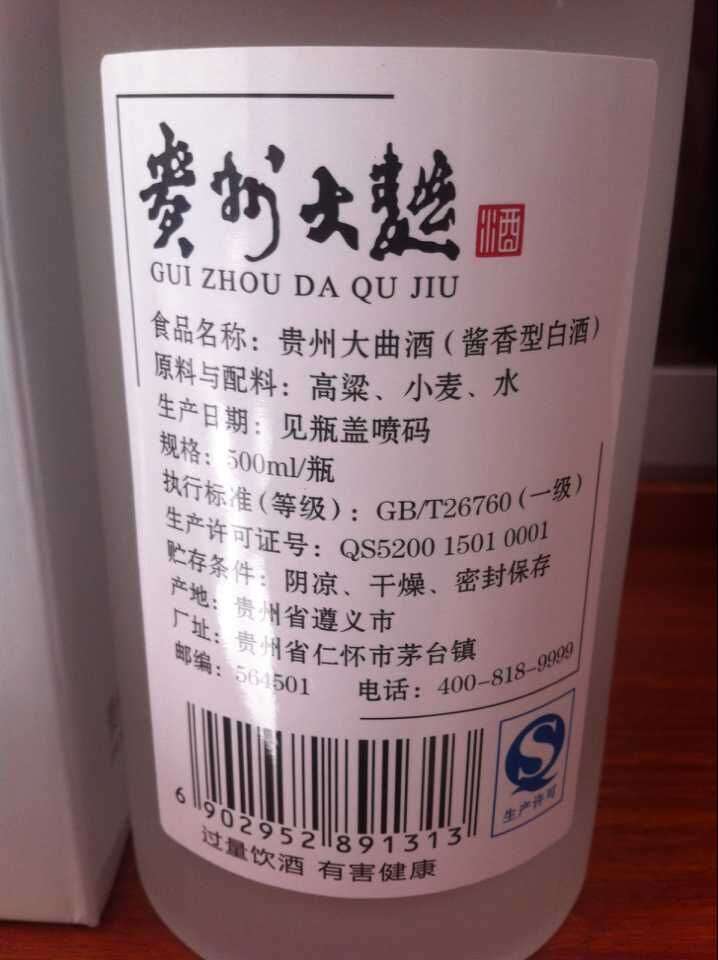 貴州大麯 酒
GUI ZHOU DA QU JIU
食品名称：贵州大曲酒（酱香型白酒）
原料与配料：高粱、小麦、水
生产日期：见瓶盖喷码
规格：500ml/瓶
执行标准（等级）：GB/T26760（一级）
生产许可证号：QS5200 1501 0001
贮存条件：阴凉、干燥、密封保存
产地：贵州省遵义市
厂址：贵州省仁怀市茅台镇
邮编：564501 电话：400-818-9999
6 902952 891313
生产许可
过量饮酒 有害健康